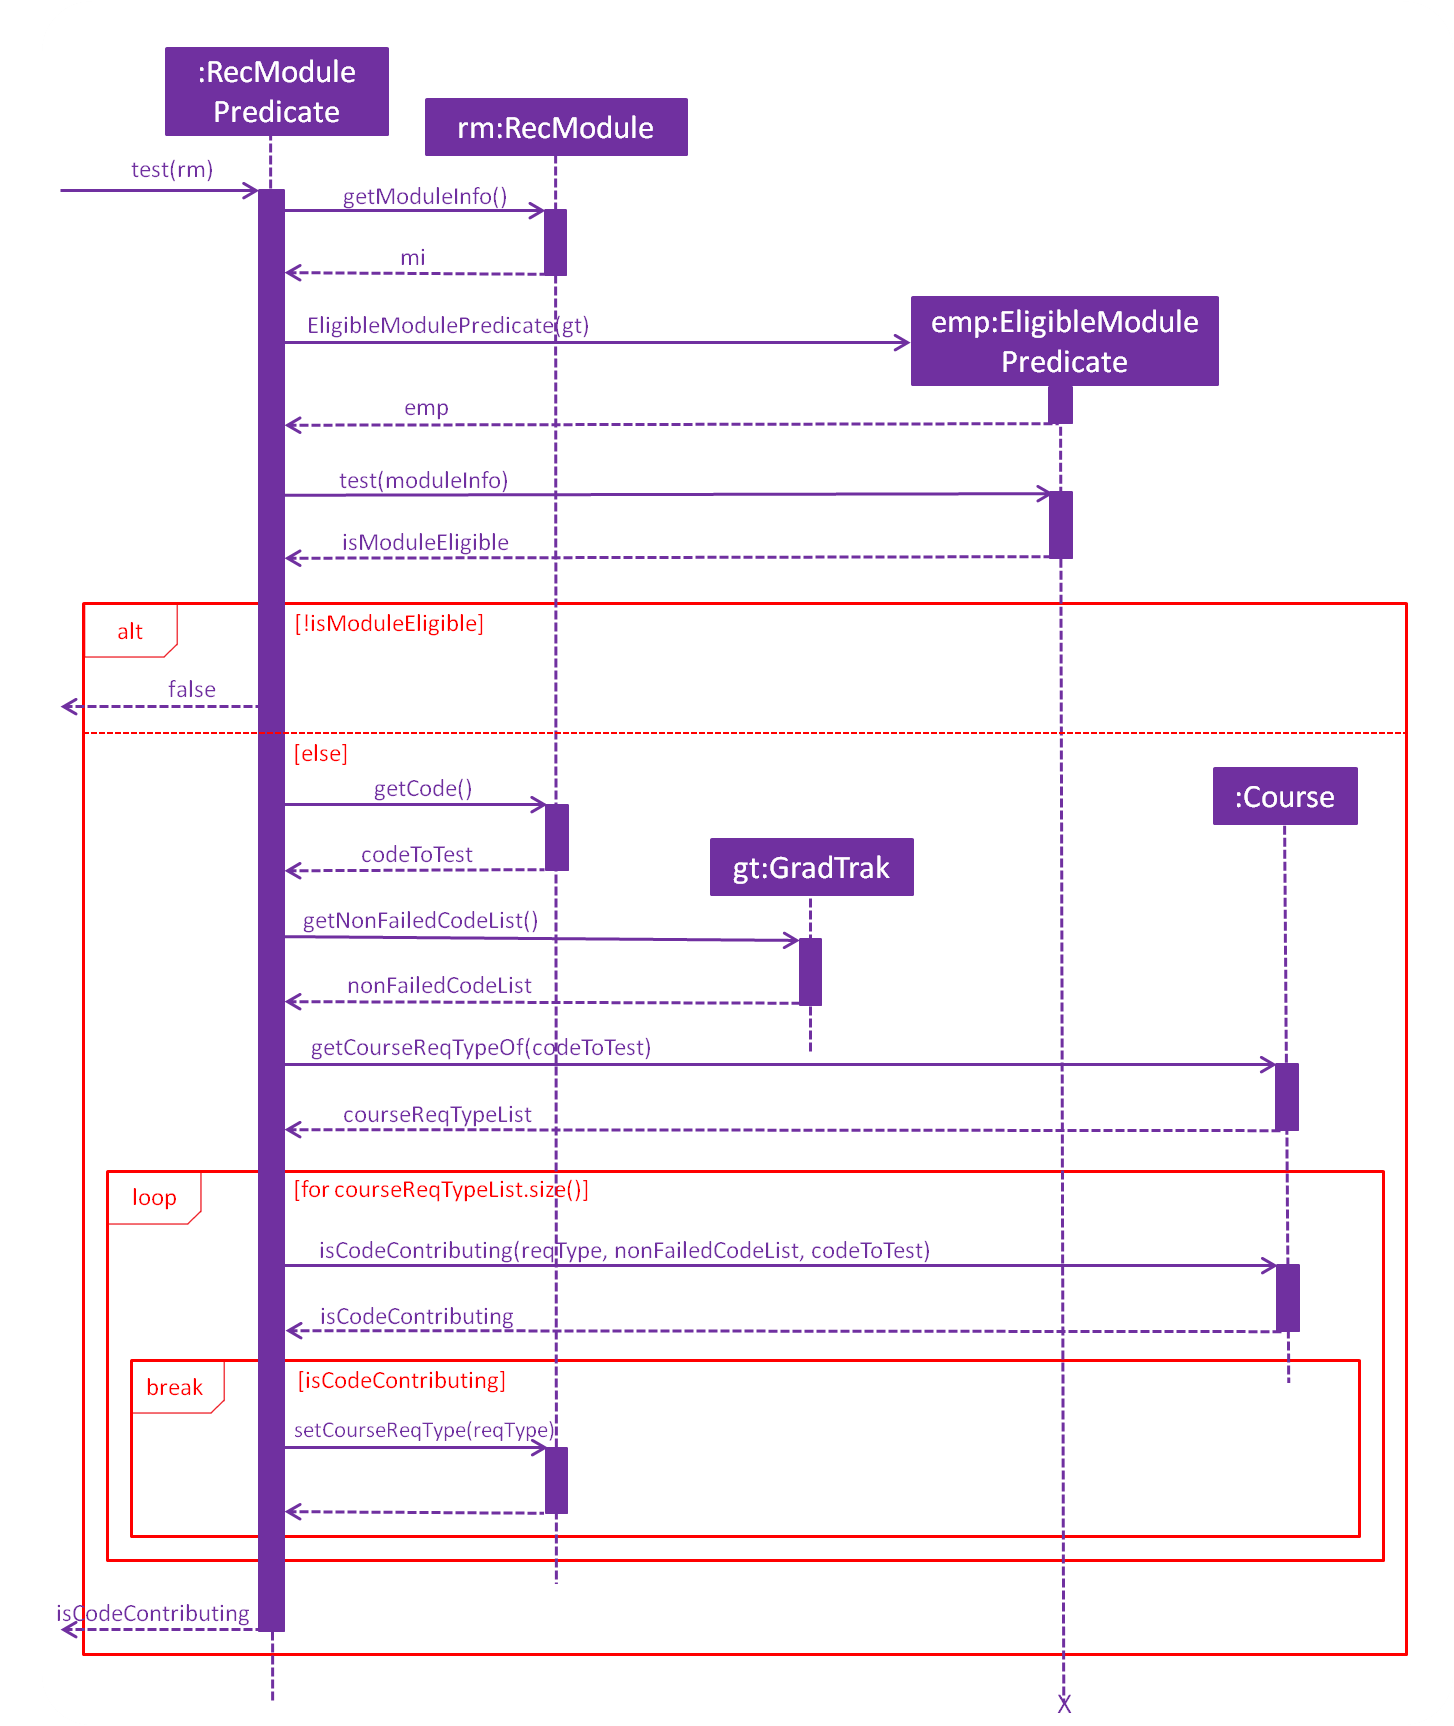 :RecModule
Predicate
rm:RecModule
test(rm)
getModuleInfo()
mi
EligibleModulePredicate(gt)
emp:EligibleModule
Predicate
emp
test(moduleInfo)
isModuleEligible
alt
[!isModuleEligible]
false
[else]
getCode()
:Course
codeToTest
gt:GradTrak
getNonFailedCodeList()
nonFailedCodeList
getCourseReqTypeOf(codeToTest)
courseReqTypeList
loop
[for courseReqTypeList.size()]
isCodeContributing(reqType, nonFailedCodeList, codeToTest)
isCodeContributing
break
[isCodeContributing]
setCourseReqType(reqType)
isCodeContributing
X